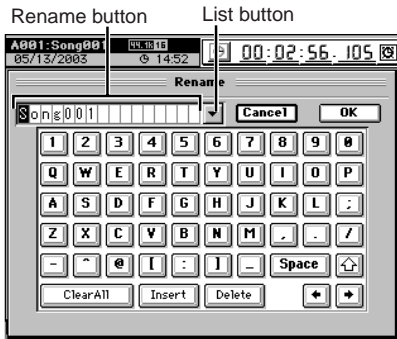 Rename button List button
A001:Song001 44.1k 16 00:02:56.105
05/13/2003 14:52
Rename
Song001 Cancel OK
1 2 3 4 5 6 7 8 9 0
Q W E R T Y U I O P
A S D F G H J K L ;
Z X C V B N M , . /
- ^ @ [ : ] _ Space
ClearAll Insert Delete